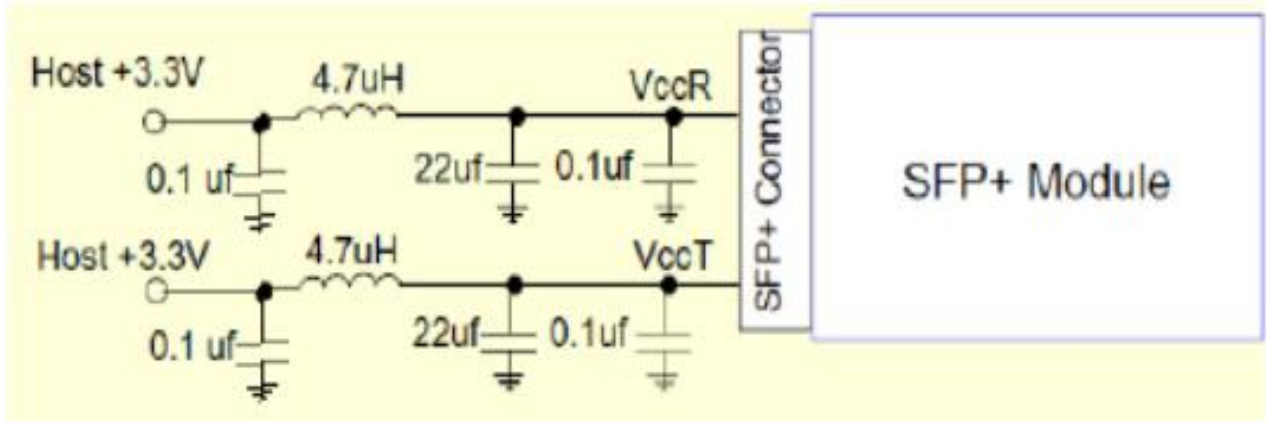 Host +3.3V
4.7uH
VccR
0.1 uf
22uf
0.1uf
Host +3.3V
4.7uH
VccT
0.1 uf
22uf
0.1uf
SFP+ Connector
SFP+ Module